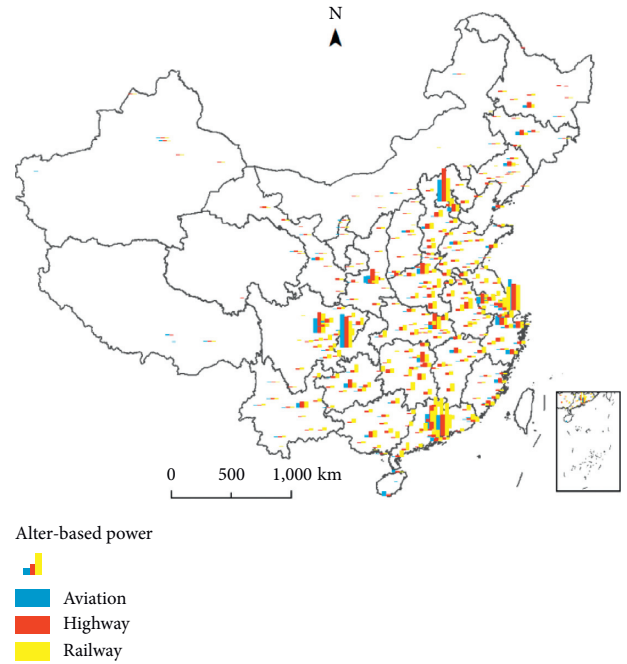 N
0 500 1,000 km
Alter-based power
Aviation
Highway
Railway